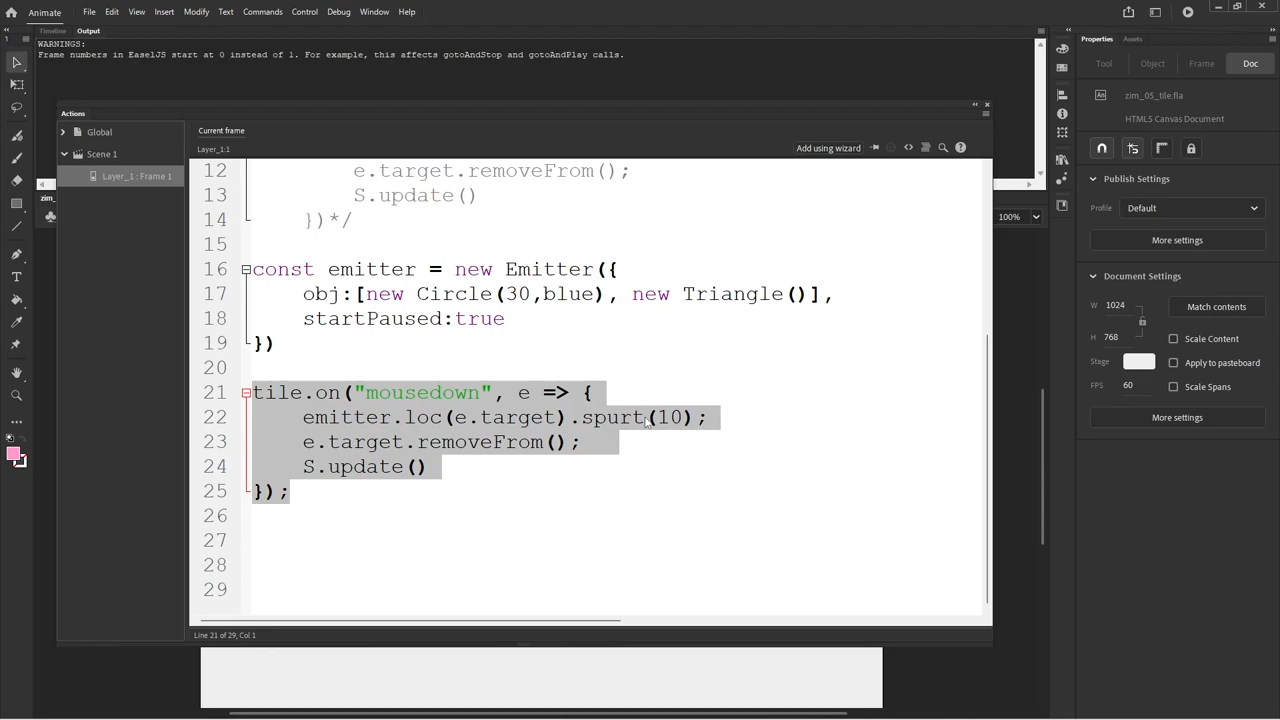 Animate File Edit View Insert Modify Text Commands Control Debug Window Help
Timeline Output
WARNINGS:
Frame numbers in EaselJS start at 0 instead of 1. For example, this affects gotoAndStop and gotoAndPlay calls.
Actions
Global
Scene 1
Layer_1 : Frame 1
Current frame
Layer_1:1
Add using wizard
12 e.target.removeFrom();
13 S.update()
14 })*/
15
16 const emitter = new Emitter({
17 obj:[new Circle(30,blue), new Triangle()],
18 startPaused:true
19 })
20
21 tile.on("mousedown", e => {
22 emitter.loc(e.target).spurt(10);
23 e.target.removeFrom();
24 S.update()
25 });
26
27
28
29
Line 21 of 29, Col 1
zim_05
100%
Properties Assets
Tool Object Frame Doc
An zim_05_tile.fla
HTML5 Canvas Document
Publish Settings
Profile Default
More settings
Document Settings
W 1024 Match contents
H 768 Scale Content
Stage Apply to pasteboard
FPS 60 Scale Spans
More settings